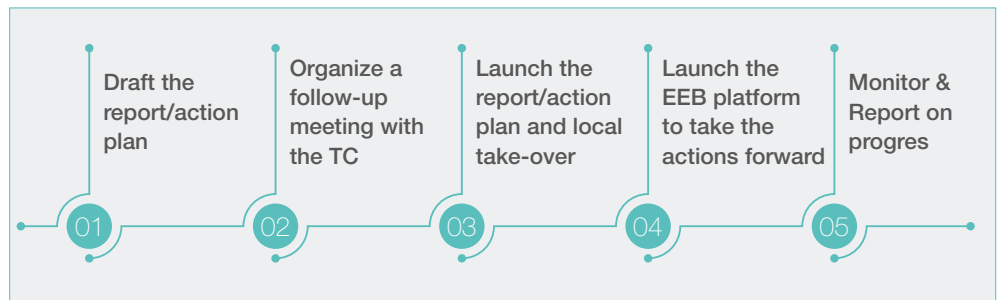 Draft the
report/action
plan
Organize a
follow-up
meeting with
the TC
Launch the
report/action
plan and local
take-over
Launch the
EEB platform
to take the
actions forward
Monitor &
Report on
progres
01
02
03
04
05